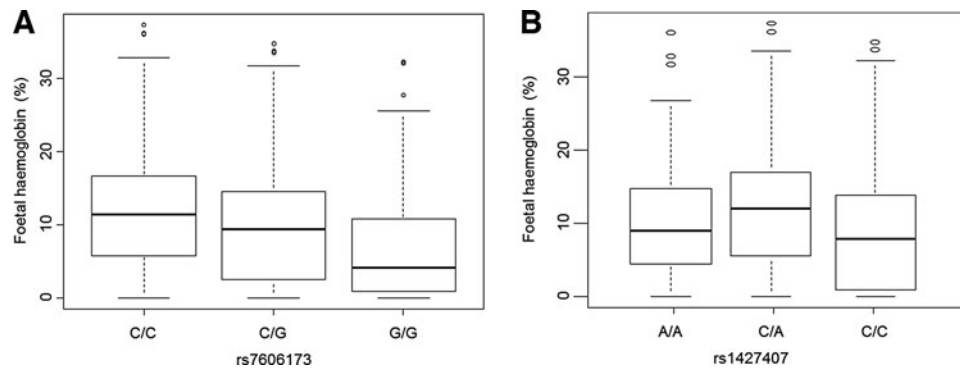 A
Foetal haemoglobin (%)
30
20
10
0
C/C C/G G/G
rs7606173
B
Foetal haemoglobin (%)
30
20
10
0
A/A C/A C/C
rs1427407